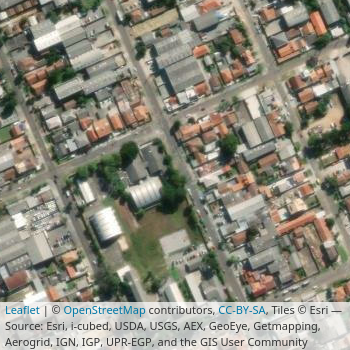 Leaflet | © OpenStreetMap contributors, CC-BY-SA, Tiles © Esri —
Source: Esri, i-cubed, USDA, USGS, AEX, GeoEye, Getmapping,
Aerogrid, IGN, IGP, UPR-EGP, and the GIS User Community